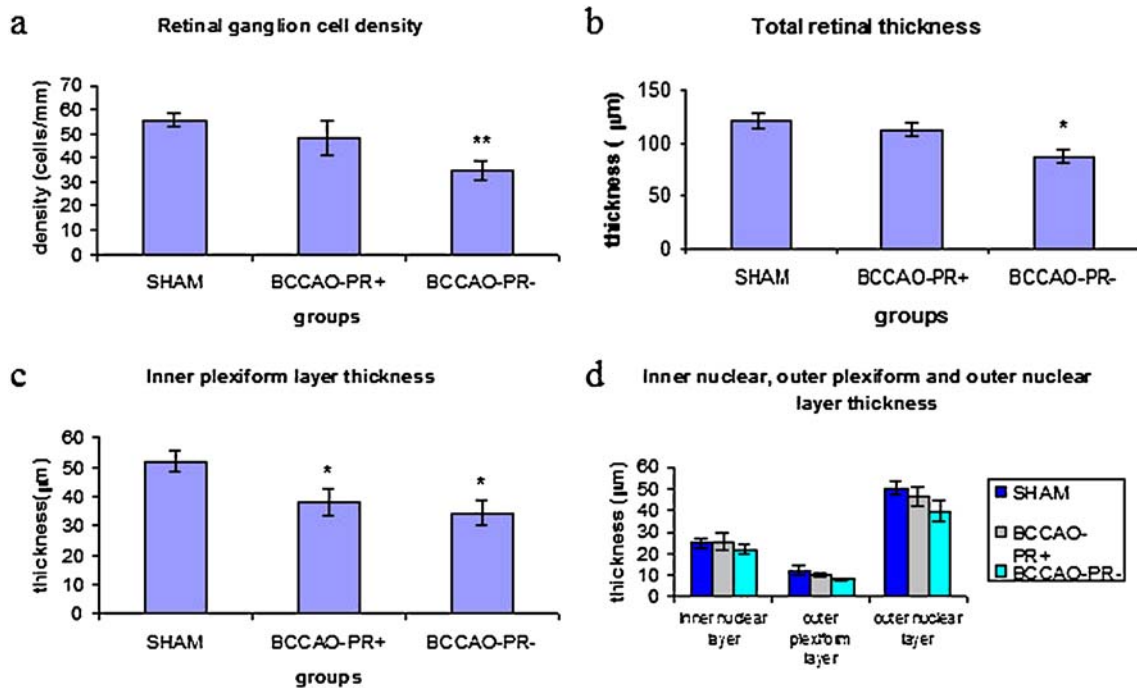 a
Retinal ganglion cell density
density (cells/mm)
70
60
50
40
30
20
10
0
**
SHAM
BCCAO-PR+
BCCAO-PR-
groups
b
Total retinal thickness
thickness ( µm)
150
100
50
0
*
SHAM
BCCAO-PR+
BCCAO-PR-
groups
c
Inner plexiform layer thickness
thickness(µm)
60
50
40
30
20
10
0
*
*
SHAM
BCCAO-PR+
BCCAO-PR-
groups
d
Inner nuclear, outer plexiform and outer nuclear
layer thickness
thickness (µm)
60
50
40
30
20
10
0
inner nuclear
layer
outer
plexiform
layer
outer nuclear
layer
SHAM
BCCAO-
PR+
BCCAO-PR-